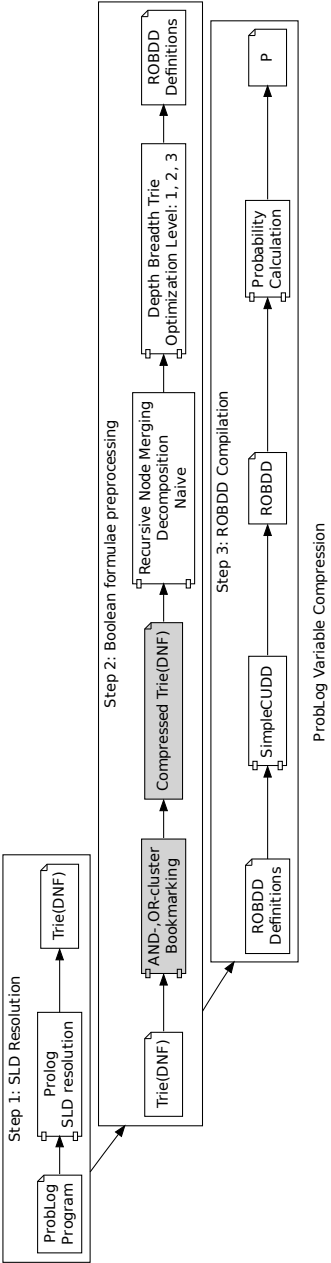 Step 1: SLD Resolution
ProbLog
Program
Prolog
SLD resolution
Trie(DNF)
Step 2: Boolean formulae preprocessing
Trie(DNF)
AND-,OR-cluster
Bookmarking
Compressed Trie(DNF)
Recursive Node Merging
Decomposition
Naive
Depth Breadth Trie
Optimization Level: 1, 2, 3
ROBDD
Definitions
Step 3: ROBDD Compilation
ROBDD
Definitions
SimpleCUDD
ROBDD
Probability
Calculation
P
ProbLog Variable Compression